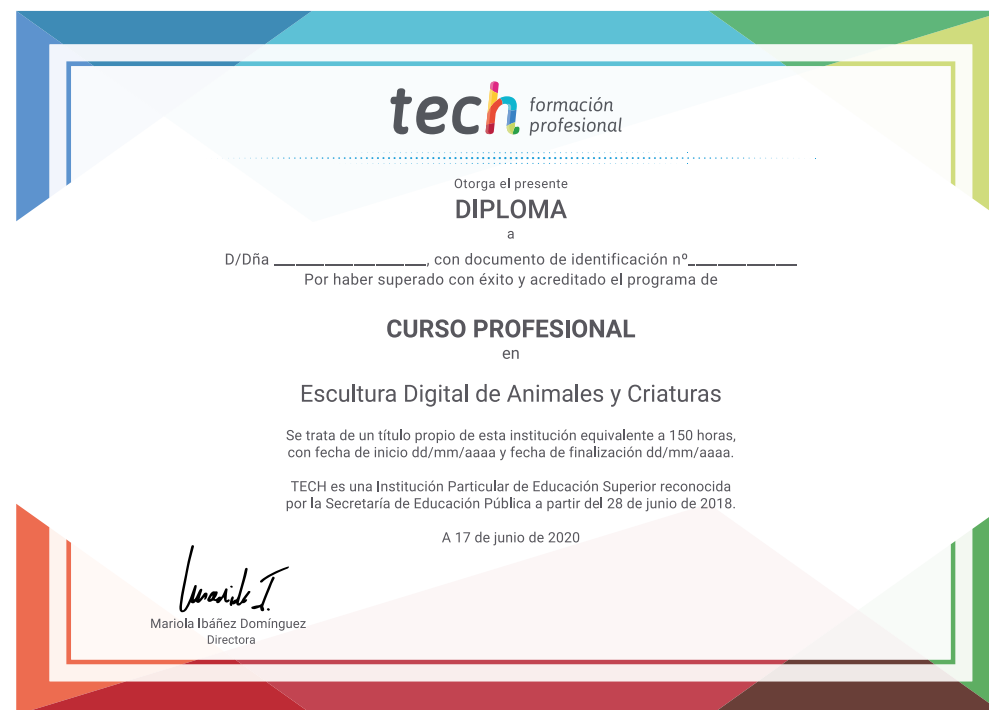 tech formación
profesional
Otorga el presente
DIPLOMA
a
D/Dña ________________, con documento de identificación nº___________
Por haber superado con éxito y acreditado el programa de
CURSO PROFESIONAL
en
Escultura Digital de Animales y Criaturas
Se trata de un título propio de esta institución equivalente a 150 horas,
con fecha de inicio dd/mm/aaaa y fecha de finalización dd/mm/aaaa.
TECH es una Institución Particular de Educación Superior reconocida
por la Secretaría de Educación Pública a partir del 28 de junio de 2018.
A 17 de junio de 2020
Mariola I.
Mariola Ibáñez Domínguez
Directora